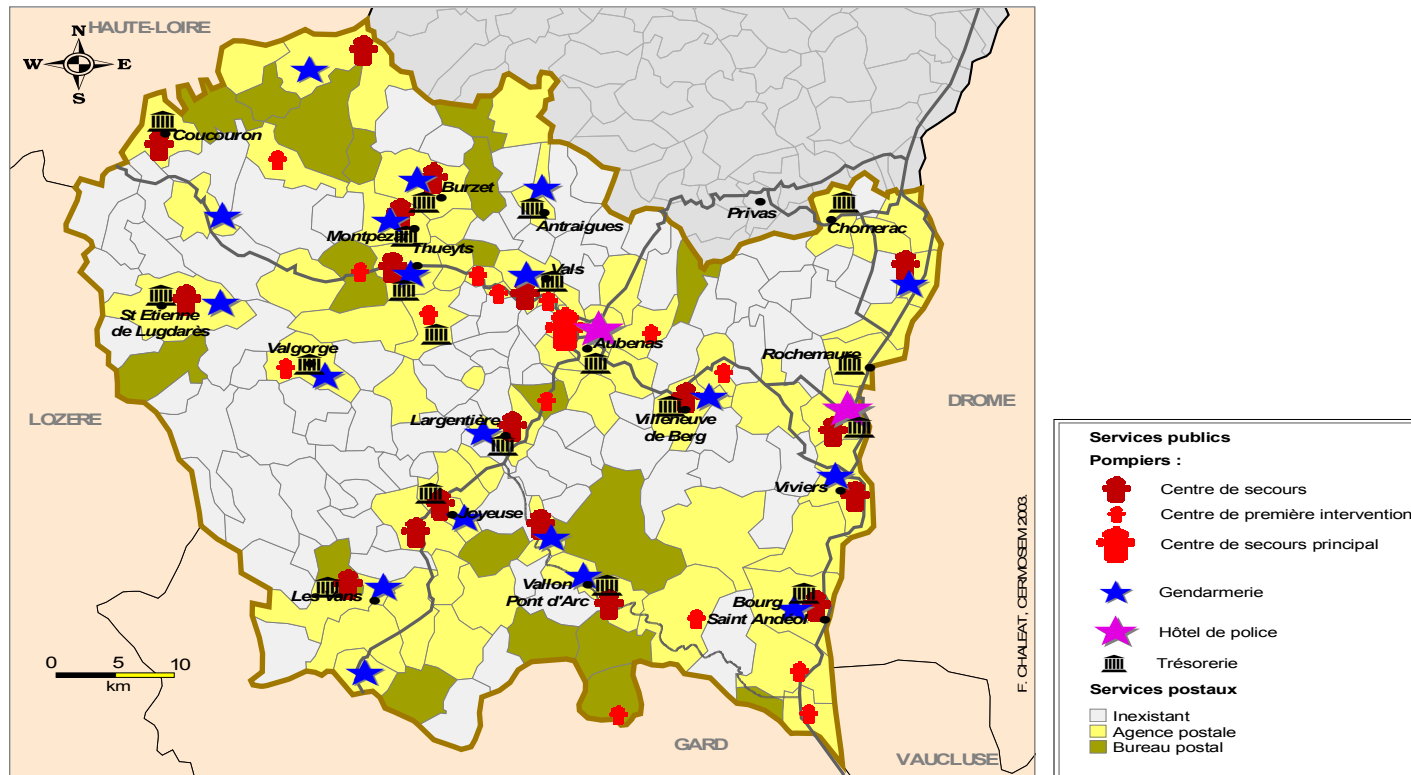 HAUTE-LOIRE
N
W E
S
Coucouron
Burzet
Antraigues
Privas
Chomerac
Montpezat
Thueyts
Vals
St Etienne
de Lugdarès
Aubenas
Rochemaure
Valgorge
LOZERE
DROME
Largentière
Villeneuve
de Berg
Viviers
Joyeuse
Les Vans
Vallon
Pont d'Arc
Bourg
Saint Andéol
0 5 10
km
GARD
VAUCLUSE
F. CHALEAT, CERMOSEM 2003.
Services publics
Pompiers :
Centre de secours
Centre de première intervention
Centre de secours principal
Gendarmerie
Hôtel de police
Trésorerie
Services postaux
Inexistant
Agence postale
Bureau postal